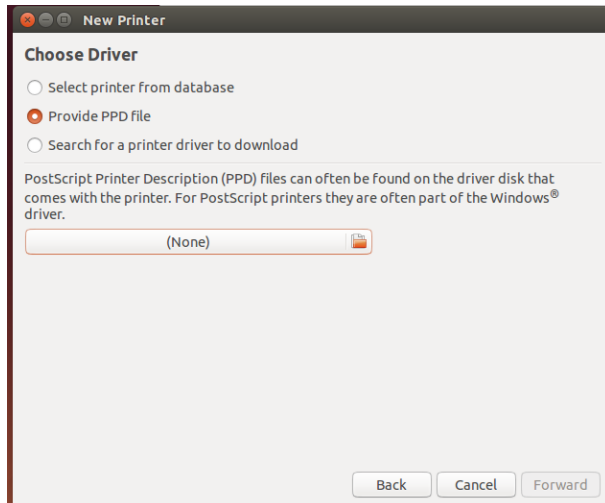 New Printer
Choose Driver
Select printer from database
Provide PPD file
Search for a printer driver to download
PostScript Printer Description (PPD) files can often be found on the driver disk that
comes with the printer. For PostScript printers they are often part of the Windows®
driver.
(None)
Back Cancel Forward